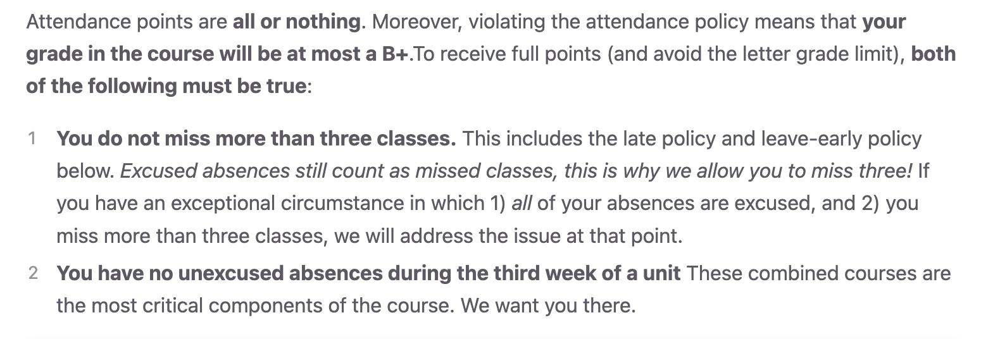 Attendance points are all or nothing. Moreover, violating the attendance policy means that your
grade in the course will be at most a B+.To receive full points (and avoid the letter grade limit), both
of the following must be true:
1 You do not miss more than three classes. This includes the late policy and leave-early policy
below. Excused absences still count as missed classes, this is why we allow you to miss three! If
you have an exceptional circumstance in which 1) all of your absences are excused, and 2) you
miss more than three classes, we will address the issue at that point.
2 You have no unexcused absences during the third week of a unit These combined courses are
the most critical components of the course. We want you there.